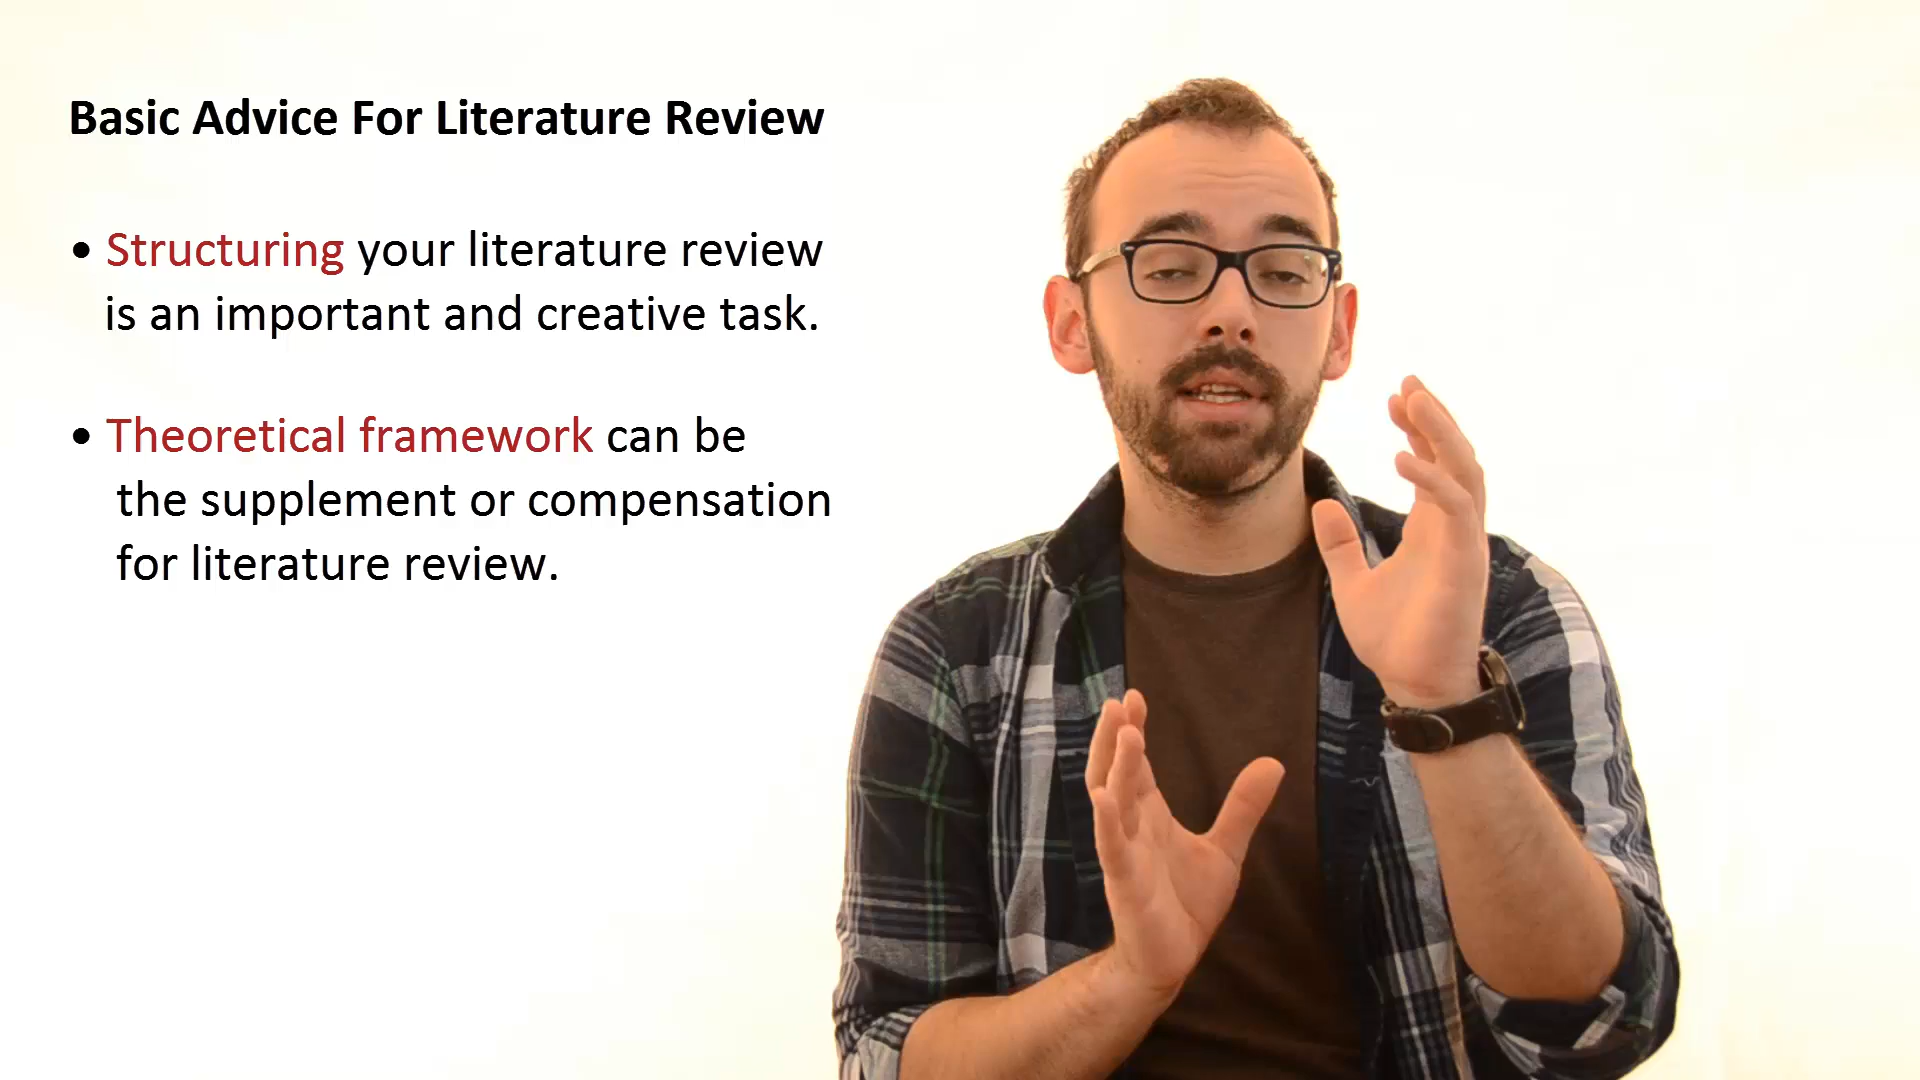 Basic Advice For Literature Review
• Structuring your literature review
is an important and creative task.
• Theoretical framework can be
the supplement or compensation
for literature review.